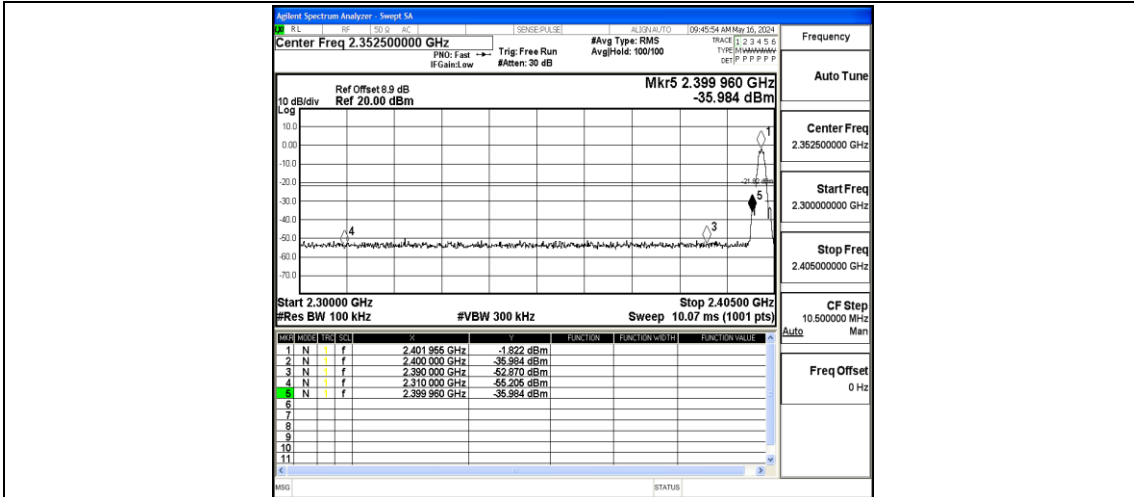 Agilent Spectrum Analyzer - Swept SA
RL RF 50 Ω AC SENSE:PULSE ALIGN AUTO 09:45:54 AM May 16, 2024
Center Freq 2.352500000 GHz
PNO: Fast
IFGain:Low
Trig: Free Run
#Atten: 30 dB
#Avg Type: RMS
Avg|Hold: 100/100
TRACE 1 2 3 4 5 6
TYPE M
DET P P P P P P
Mkr5 2.399 960 GHz
-35.984 dBm
Ref Offset 8.9 dB
10 dB/div Ref 20.00 dBm
Log
10.0
0.00
-10.0
-20.0
-30.0
-40.0
-50.0
-60.0
-70.0
1
-21.82 dBm
5
3
4
Start 2.30000 GHz Stop 2.40500 GHz
#Res BW 100 kHz #VBW 300 kHz Sweep 10.07 ms (1001 pts)
MKR MODE TRC SCL X Y FUNCTION FUNCTION WIDTH FUNCTION VALUE
1 N 1 f 2.401 955 GHz -1.822 dBm
2 N 1 f 2.400 000 GHz -35.984 dBm
3 N 1 f 2.390 000 GHz -52.870 dBm
4 N 1 f 2.310 000 GHz -55.205 dBm
5 N 1 f 2.399 960 GHz -35.984 dBm
6
7
8
9
10
11
MSG STATUS
Frequency
Auto Tune
Center Freq
2.352500000 GHz
Start Freq
2.300000000 GHz
Stop Freq
2.405000000 GHz
CF Step
10.500000 MHz
Auto Man
Freq Offset
0 Hz